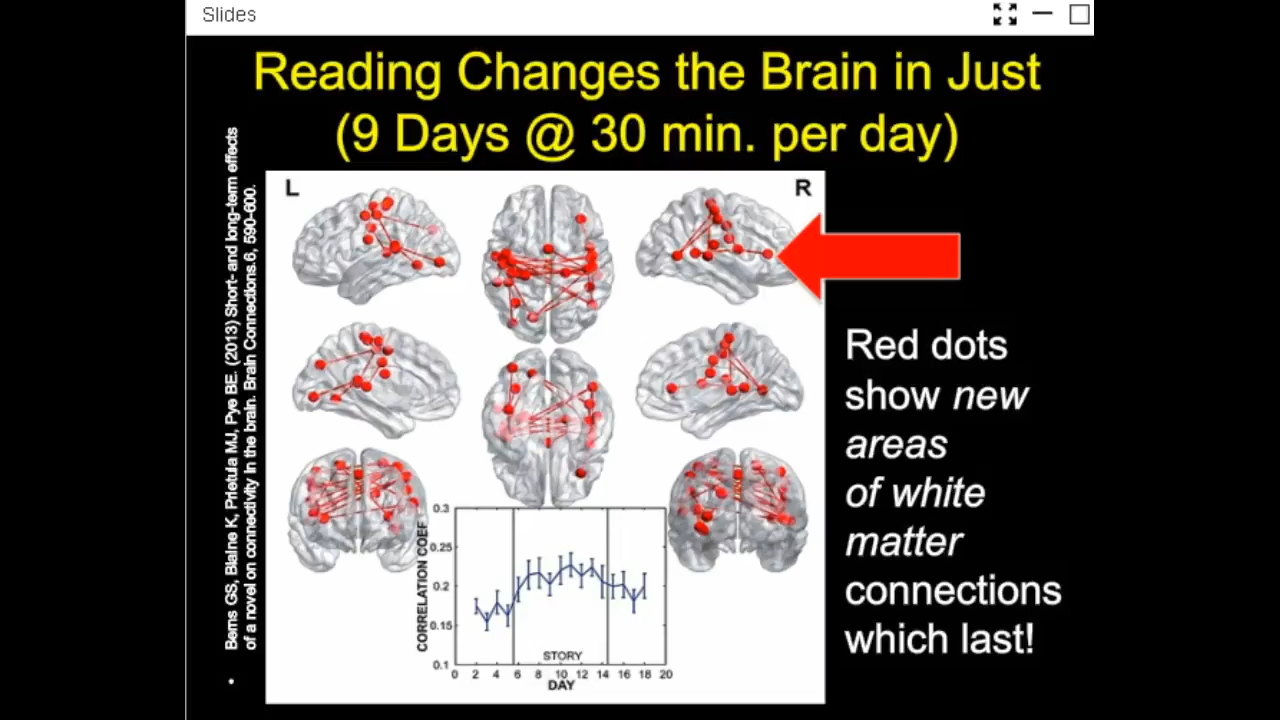 Slides
Reading Changes the Brain in Just
(9 Days @ 30 min. per day)
Berns GS, Blaine K, Prietula MJ, Pye BE. (2013) Short- and long-term effects
of a novel on connectivity in the brain. Brain Connections.6, 590-600.
•
L
R
Red dots
show new
areas
of white
matter
connections
which last!
CORRELATION COEF
0.3
0.25
0.2
0.15
0.1
STORY
0 2 4 6 8 10 12 14 16 18 20
DAY